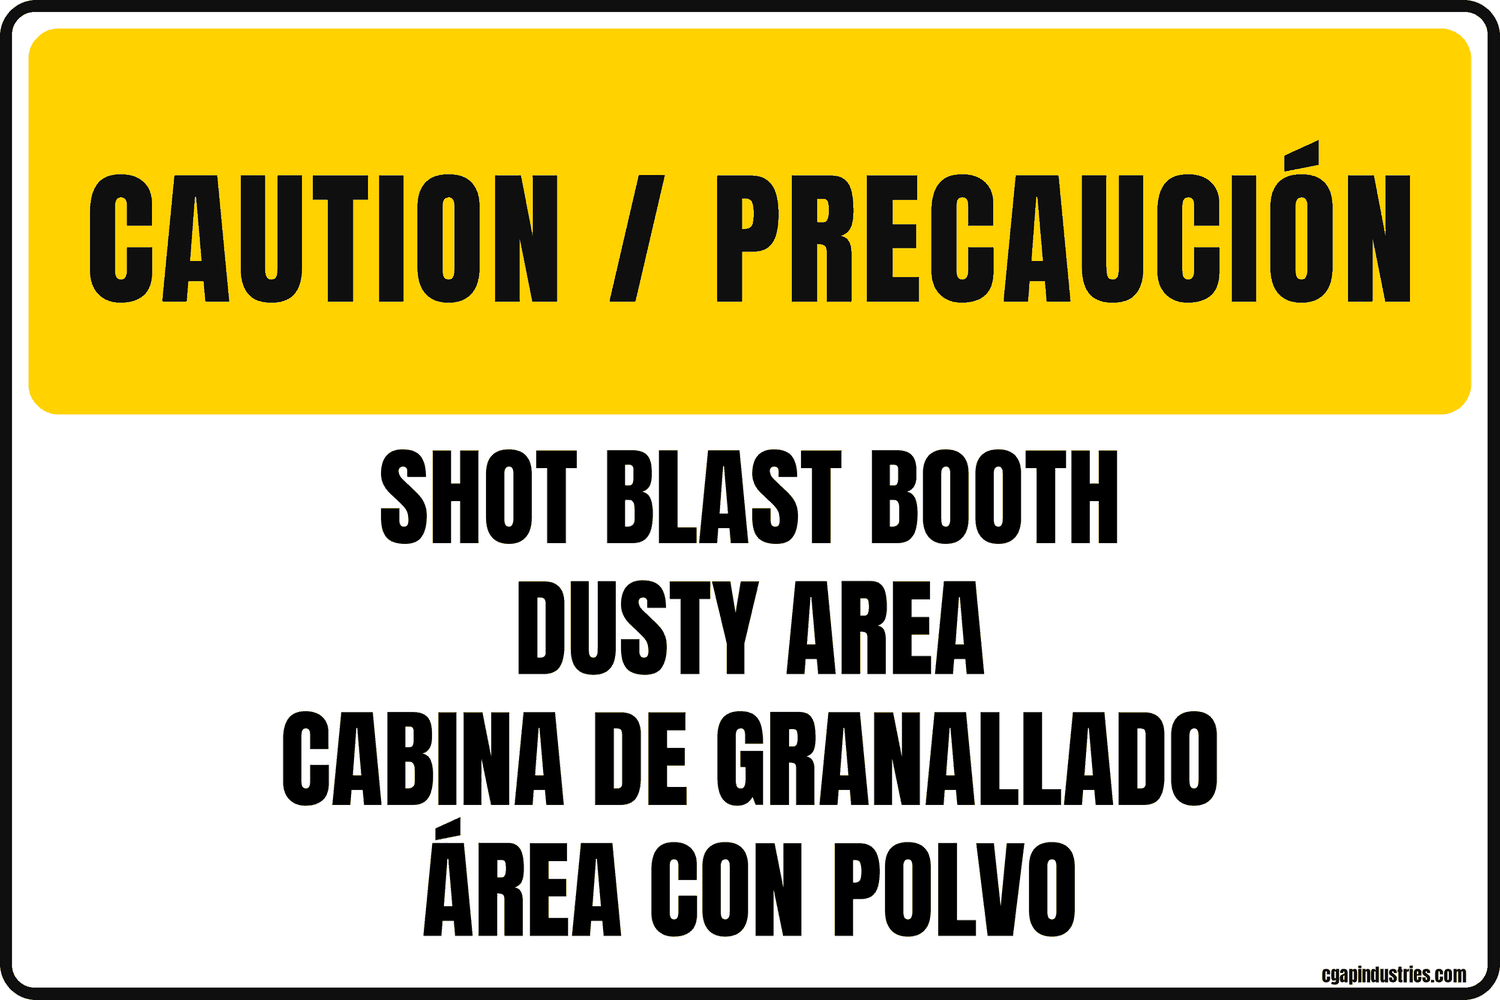 CAUTION / PRECAUCIÓN
SHOT BLAST BOOTH
DUSTY AREA
CABINA DE GRANALLADO
ÁREA CON POLVO
cgapindustries.com